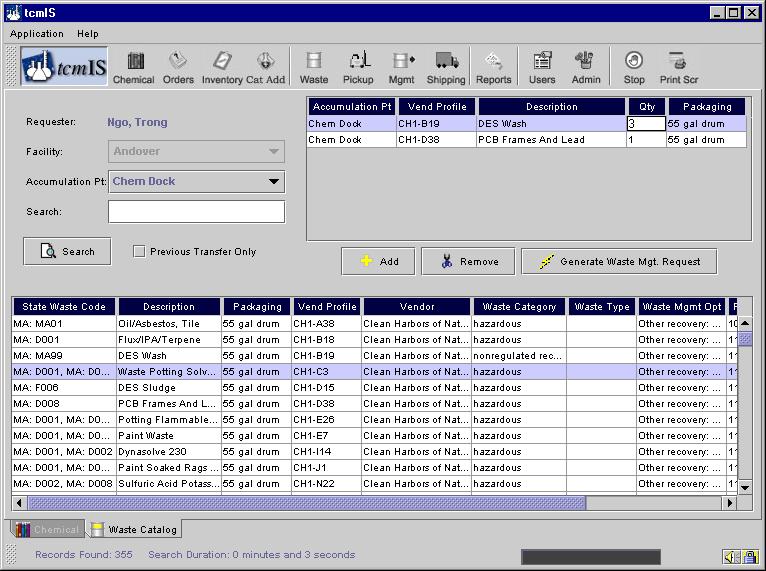 tcmIS
Application Help
tcmIS Chemical Orders Inventory Cat Add Waste Pickup Mgmt Shipping Reports Users Admin Stop Print Scr
Requester: Ngo, Trong
Facility: Andover
Accumulation Pt: Chem Dock
Search:
Search Previous Transfer Only
Accumulation Pt Vend Profile Description Qty Packaging
Chem Dock CH1-B19 DES Wash 3 55 gal drum
Chem Dock CH1-D38 PCB Frames And Lead 1 55 gal drum
Add Remove Generate Waste Mgt. Request
State Waste Code Description Packaging Vend Profile Vendor Waste Category Waste Type Waste Mgmt Opt
MA: MA01 Oil/Asbestos, Tile 55 gal drum CH1-A38 Clean Harbors of Nat... hazardous Other recovery: ... 10
MA: D001 Flux/IPA/Terpene 55 gal drum CH1-B18 Clean Harbors of Nat... hazardous Other recovery: ... 11
MA: MA99 DES Wash 55 gal drum CH1-B19 Clean Harbors of Nat... nonregulated rec... Other recovery: ... 11
MA: D001, MA: D0... Waste Potting Solv... 55 gal drum CH1-C3 Clean Harbors of Nat... hazardous Other recovery: ... 11
MA: F006 DES Sludge 55 gal drum CH1-D15 Clean Harbors of Nat... hazardous Other recovery: ... 11
MA: D008 PCB Frames And L... 55 gal drum CH1-D38 Clean Harbors of Nat... hazardous Other recovery: ... 11
MA: D001, MA: D0... Potting Flammable... 55 gal drum CH1-E26 Clean Harbors of Nat... hazardous Other recovery: ... 11
MA: D001, MA: D0... Paint Waste 55 gal drum CH1-E7 Clean Harbors of Nat... hazardous Other recovery: ... 11
MA: D001, MA: D002 Dynasolve 230 55 gal drum CH1-I14 Clean Harbors of Nat... hazardous Other recovery: ... 11
MA: D001, MA: D0... Paint Soaked Rags ... 55 gal drum CH1-J1 Clean Harbors of Nat... hazardous Other recovery: ... 11
MA: D002, MA: D008 Sulfuric Acid Potass... 55 gal drum CH1-N22 Clean Harbors of Nat... hazardous Other recovery: ... 11
Chemical Waste Catalog
Records Found: 355 Search Duration: 0 minutes and 3 seconds